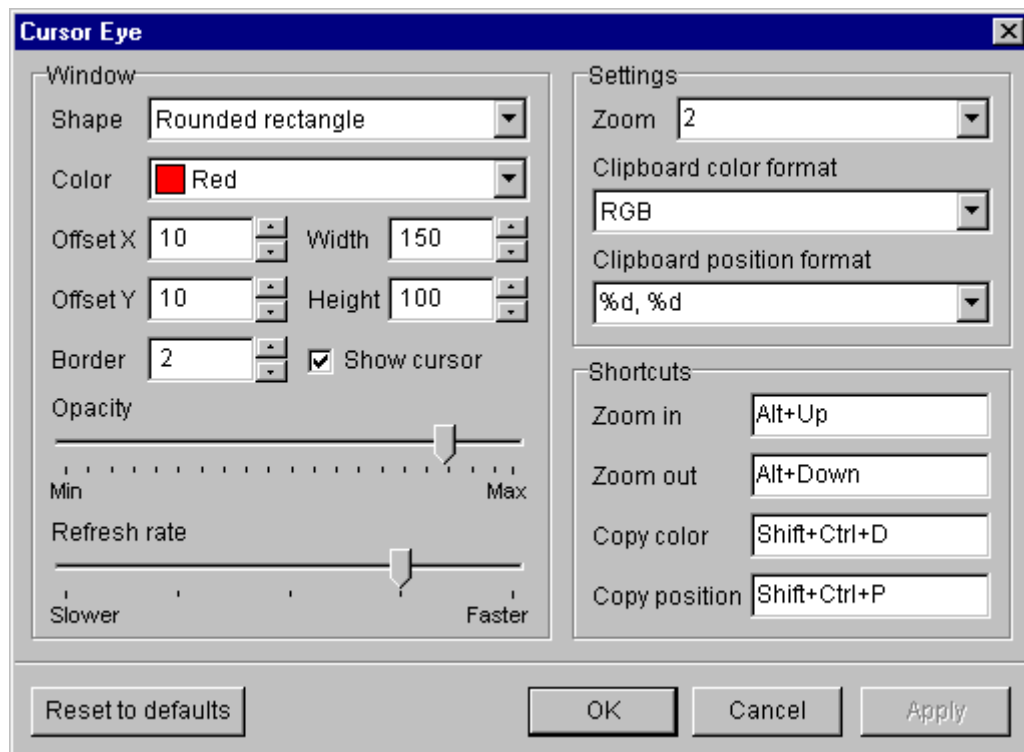 Cursor Eye
Window
Shape Rounded rectangle
Color Red
Offset X 10 Width 150
Offset Y 10 Height 100
Border 2 Show cursor
Opacity
Min Max
Refresh rate
Slower Faster
Settings
Zoom 2
Clipboard color format
RGB
Clipboard position format
%d, %d
Shortcuts
Zoom in Alt+Up
Zoom out Alt+Down
Copy color Shift+Ctrl+D
Copy position Shift+Ctrl+P
Reset to defaults OK Cancel Apply